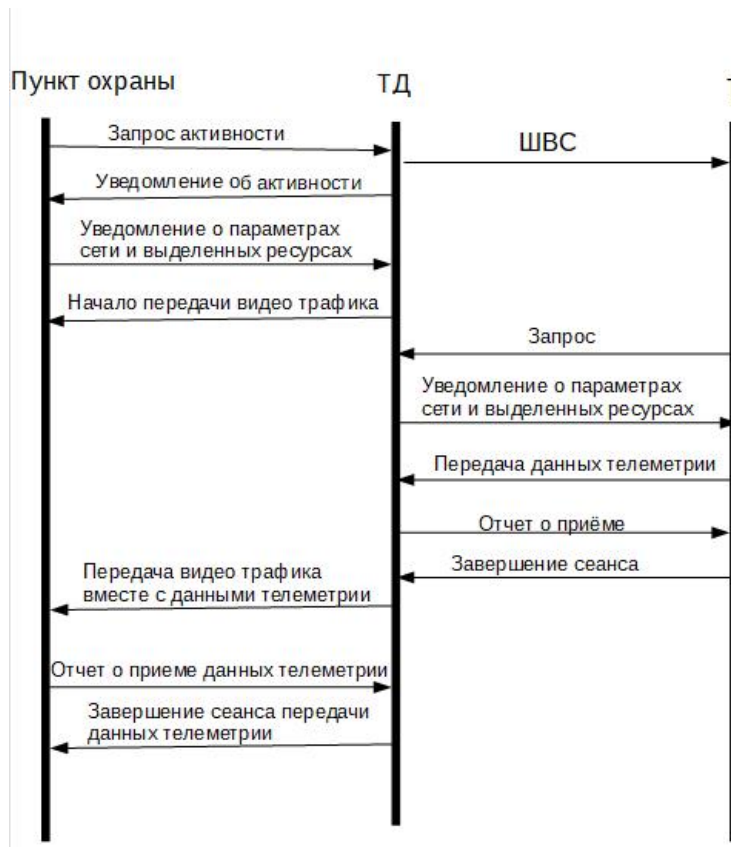 Пункт охраны
ТД
Запрос активности
ШВС
Уведомление об активности
Уведомление о параметрах
сети и выделенных ресурсах
Начало передачи видео трафика
Запрос
Уведомление о параметрах
сети и выделенных ресурсах
Передача данных телеметрии
Отчет о приёме
Завершение сеанса
Передача видео трафика
вместе с данными телеметрии
Отчет о приеме данных телеметрии
Завершение сеанса передачи
данных телеметрии